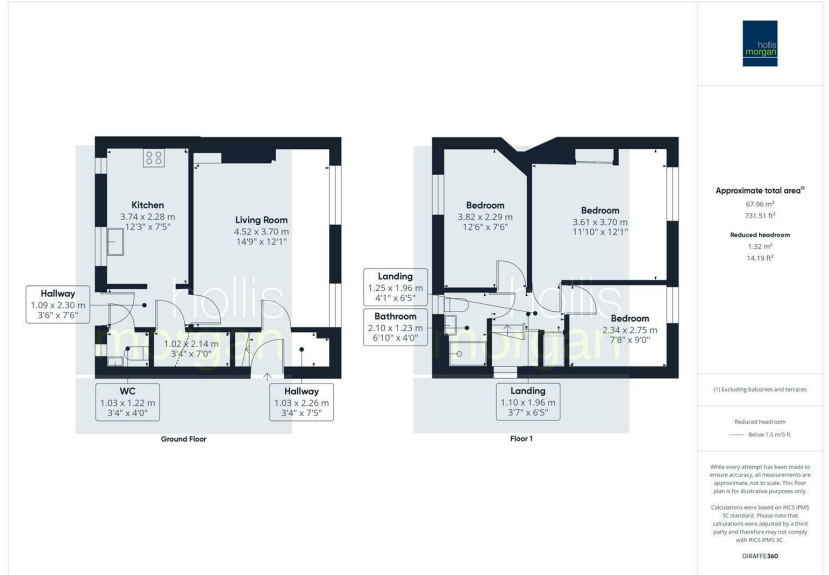 Kitchen
3.74 x 2.28 m
12'3" x 7'5"
Living Room
4.52 x 3.70 m
14'9" x 12'1"
Hallway
1.09 x 2.30 m
3'6" x 7'6"
1.02 x 2.14 m
3'4" x 7'0"
WC
1.03 x 1.22 m
3'4" x 4'0"
Hallway
1.03 x 2.26 m
3'4" x 7'5"
Ground Floor
hollis
morgan
Bedroom
3.82 x 2.29 m
12'6" x 7'6"
Bedroom
3.61 x 3.70 m
11'10" x 12'1"
Landing
1.25 x 1.96 m
4'1" x 6'5"
Bathroom
2.10 x 1.23 m
6'10" x 4'0"
Bedroom
2.34 x 2.75 m
7'8" x 9'0"
Landing
1.10 x 1.96 m
3'7" x 6'5"
Floor 1
hollis
morgan
hollis
morgan
Approximate total area⁽¹⁾
67.96 m²
731.51 ft²
Reduced headroom
1.32 m²
14.19 ft²
(1) Excluding balconies and terraces
Reduced headroom
------- Below 1.5 m/5 ft
While every attempt has been made to
ensure accuracy, all measurements are
approximate, not to scale. This floor
plan is for illustrative purposes only.
Calculations were based on RICS IPMS
3C standard. Please note that
calculations were adjusted by a third
party and therefore may not comply
with RICS IPMS 3C.
GIRAFFE360